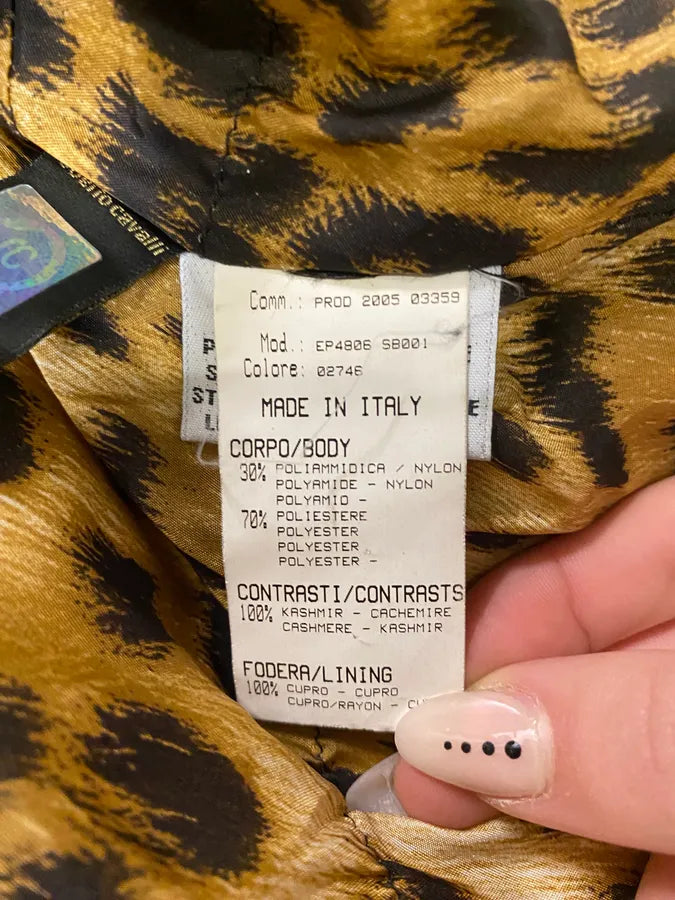 cavalli
Comm.: PROD 2005 03359
Mod.: EP4806 SB001
Colore: 02746
MADE IN ITALY
CORPO/BODY
30% POLIAMMIDICA / NYLON
POLYAMIDE - NYLON
POLYAMID -
70% POLIESTERE
POLYESTER
POLYESTER
POLYESTER -
CONTRASTI/CONTRASTS
100% KASHMIR - CACHEMIRE
CASHMERE - KASHMIR
FODERA/LINING
100% CUPRO - CUPRO
CUPRO/RAYON -